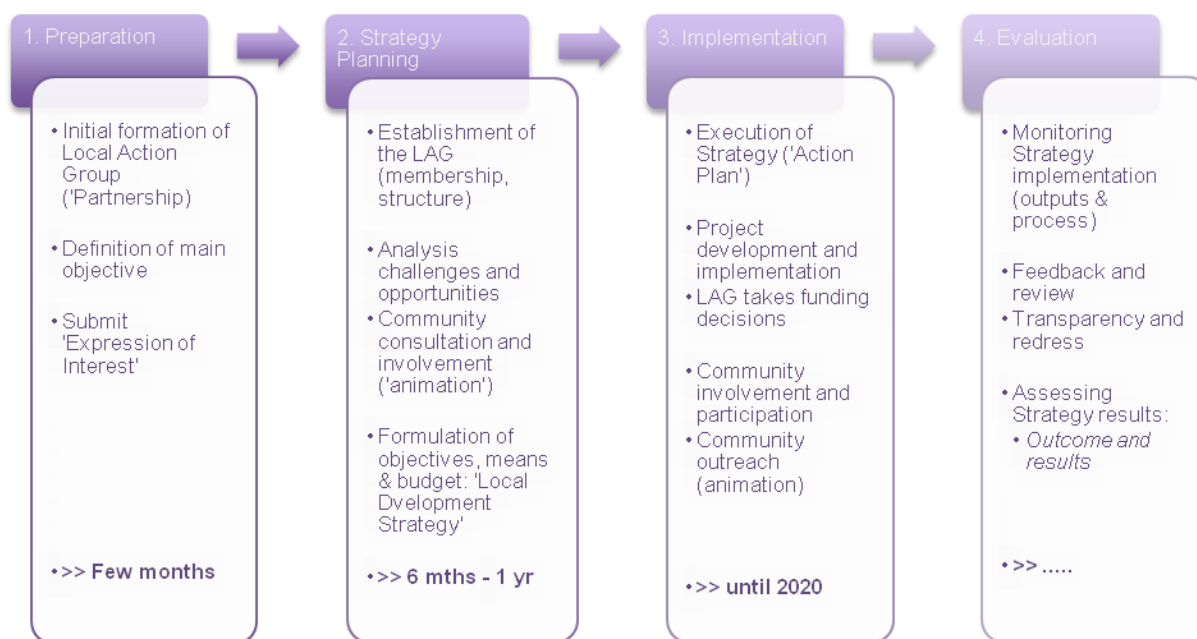 1. Preparation
• Initial formation of
Local Action
Group
('Partnership)
• Definition of main
objective
• Submit
'Expression of
Interest'
•>> Few months
2. Strategy
Planning
• Establishment of
the LAG
(membership,
structure)
• Analysis
challenges and
opportunities
• Community
consultation and
involvement
('animation')
• Formulation of
objectives, means
& budget: 'Local
Dvelopment
Strategy'
•>> 6 mths - 1 yr
3. Implementation
• Execution of
Strategy ('Action
Plan')
• Project
development and
implementation
• LAG takes funding
decisions
• Community
involvement and
participation
• Community
outreach
(animation)
•>> until 2020
4. Evaluation
• Monitoring
Strategy
implementation
(outputs &
process)
• Feedback and
review
• Transparency and
redress
• Assessing
Strategy results:
• Outcome and
results
•>> .....